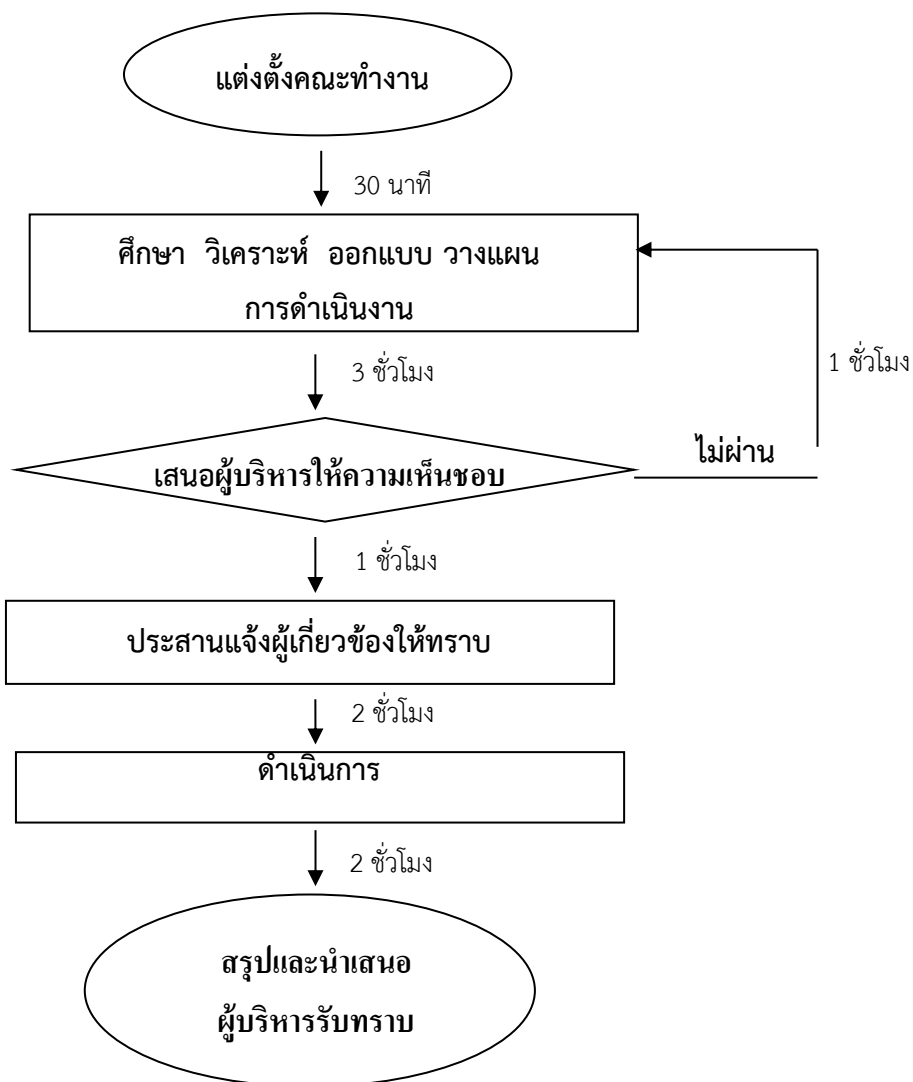 แต่งตั้งคณะทำงาน
30 นาที
ศึกษา วิเคราะห์ ออกแบบ วางแผน
การดำเนินงาน
3 ชั่วโมง
1 ชั่วโมง
ไม่ผ่าน
เสนอผู้บริหารให้ความเห็นชอบ
1 ชั่วโมง
ประสานแจ้งผู้เกี่ยวข้องให้ทราบ
2 ชั่วโมง
ดำเนินการ
2 ชั่วโมง
สรุปและนำเสนอ
ผู้บริหารรับทราบ